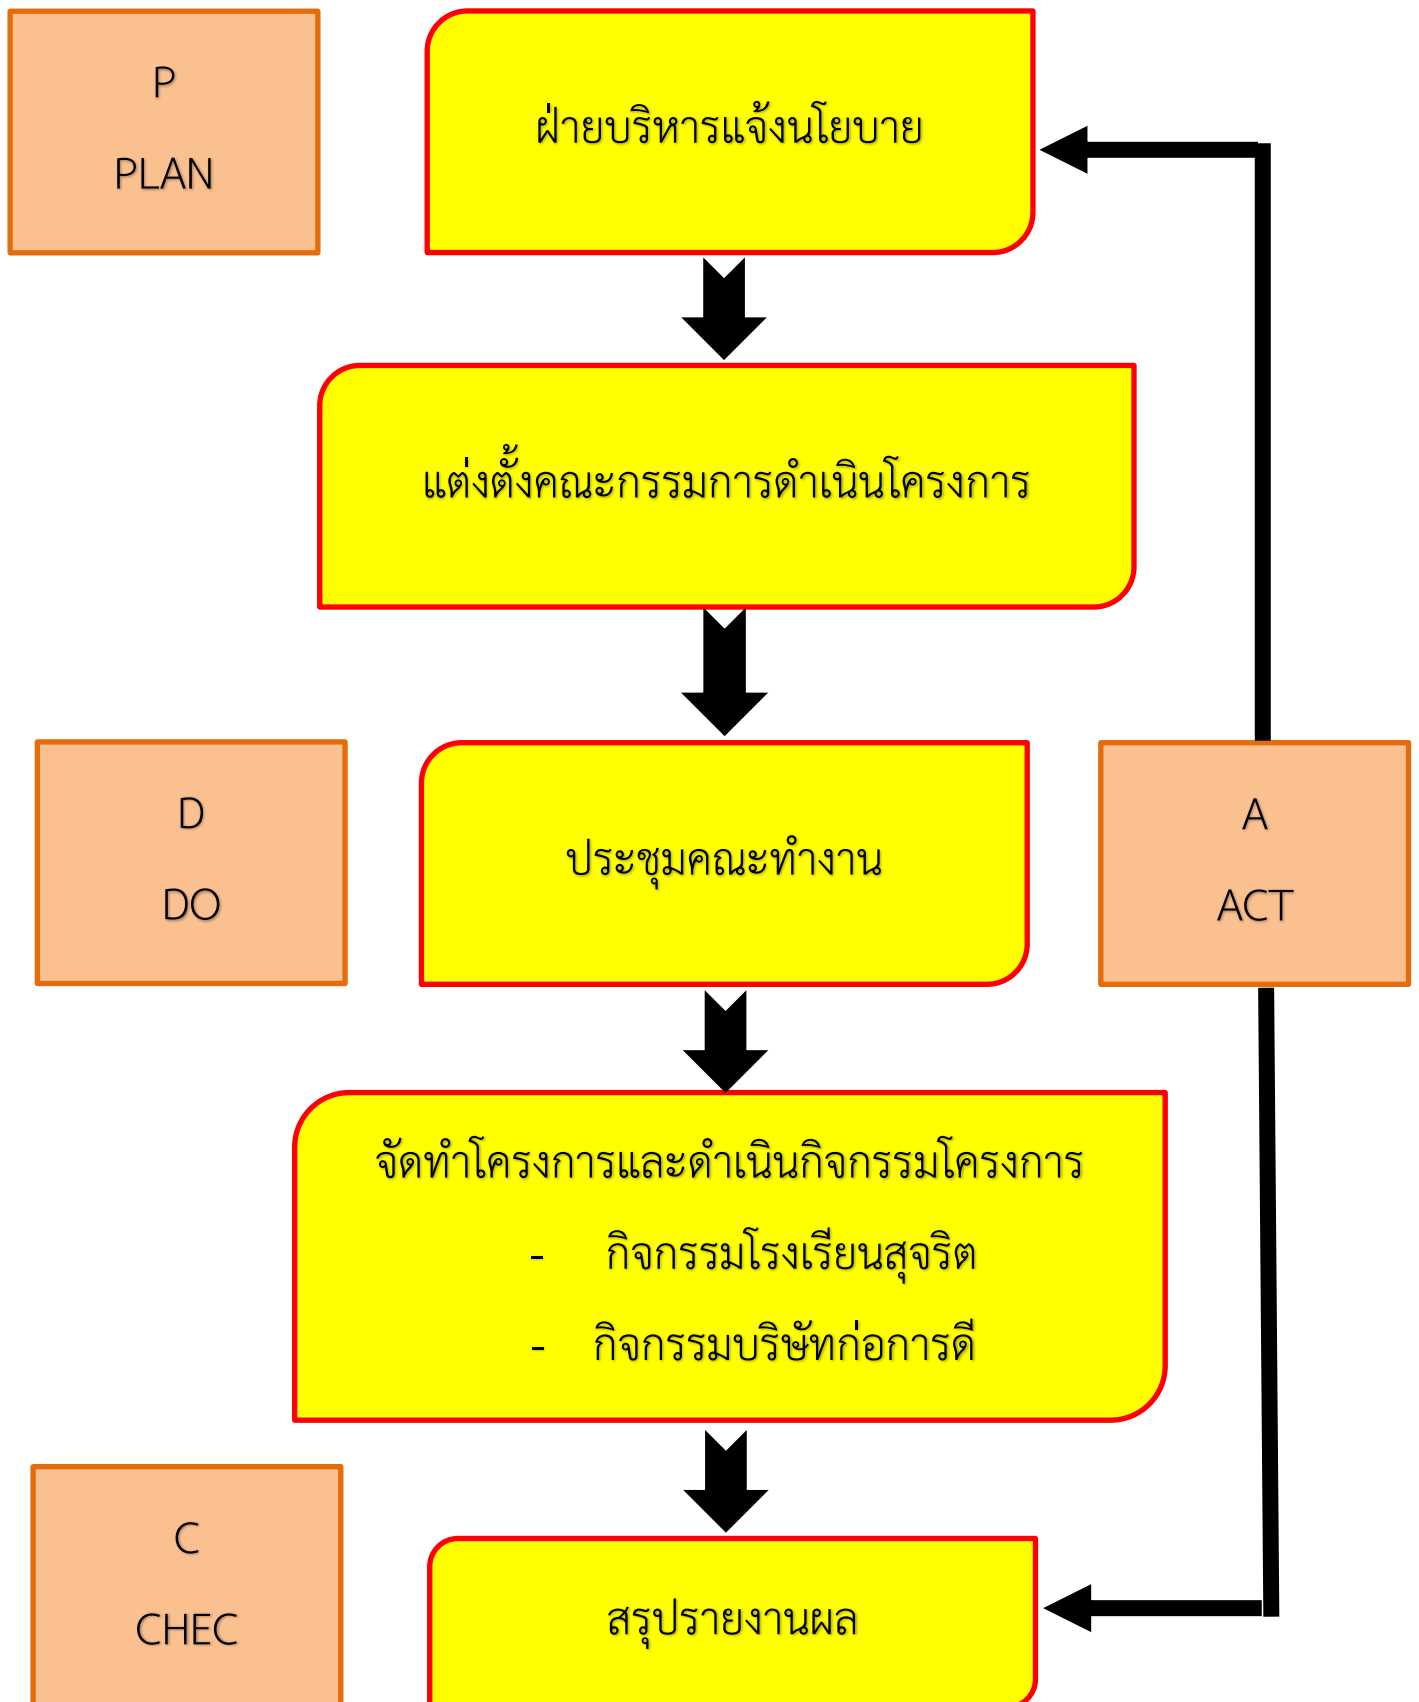 P
PLAN
ฝ่ายบริหารแจ้งนโยบาย
แต่งตั้งคณะกรรมการดำเนินโครงการ
D
DO
ประชุมคณะทำงาน
A
ACT
จัดทำโครงการและดำเนินกิจกรรมโครงการ
- กิจกรรมโรงเรียนสุจริต
- กิจกรรมบริษัทก่อการดี
C
CHEC
สรุปรายงานผล